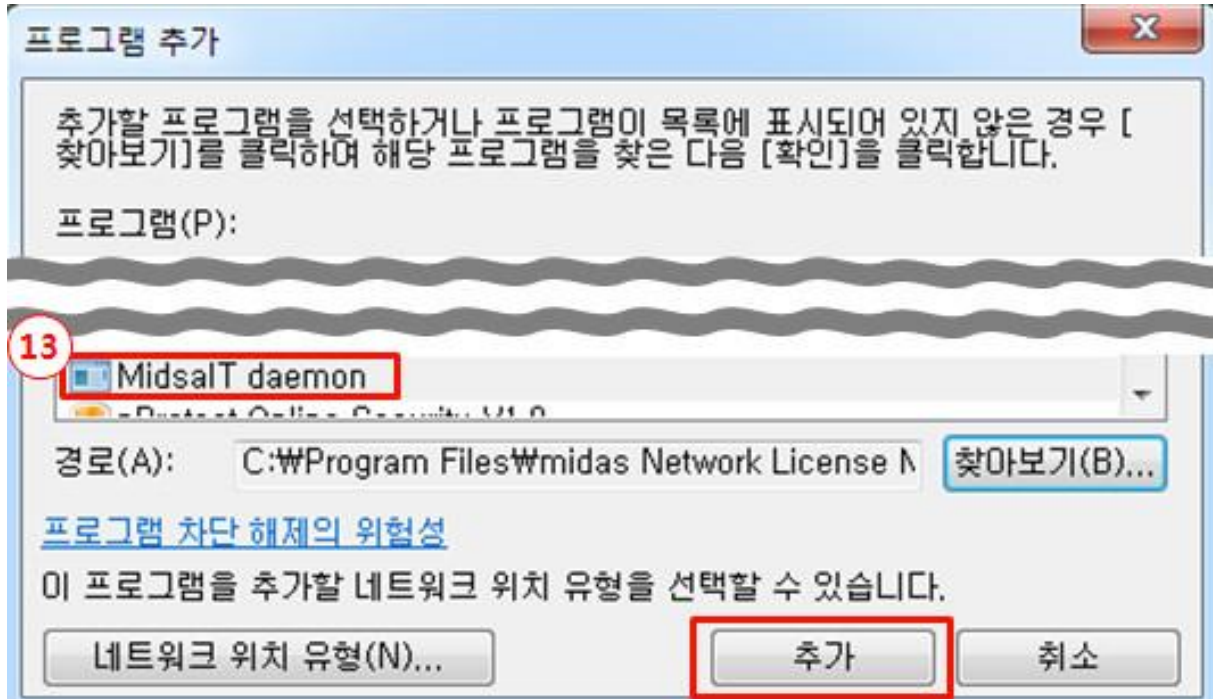 프로그램 추가
추가할 프로그램을 선택하거나 프로그램이 목록에 표시되어 있지 않은 경우 [
찾아보기]를 클릭하여 해당 프로그램을 찾은 다음 [확인]을 클릭합니다.
프로그램(P):
13
MidsaIT daemon
경로(A): C:₩Program Files₩midas Network License 찾아보기(B)...
프로그램 차단 해제의 위험성
이 프로그램을 추가할 네트워크 위치 유형을 선택할 수 있습니다.
네트워크 위치 유형(N)... 추가 취소